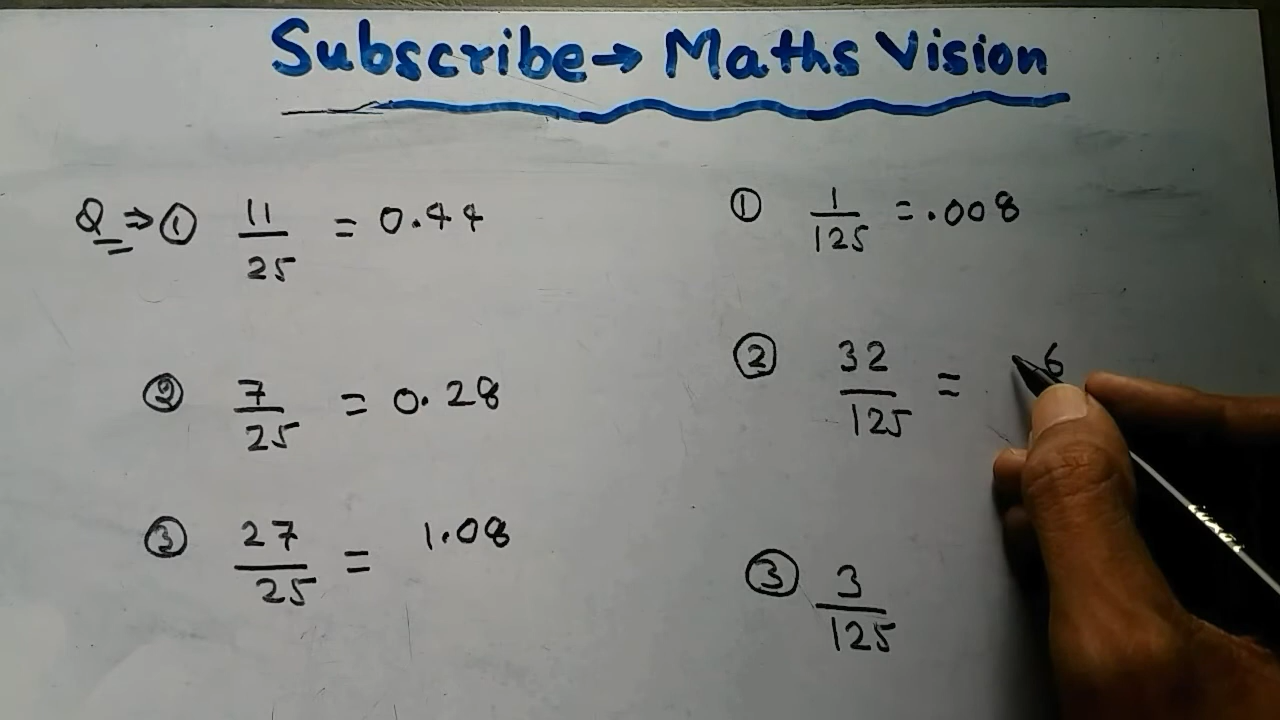 Subscribe→ Maths Vision
Q ⇒ ① 11/25 = 0.44
② 7/25 = 0.28
③ 27/25 = 1.08
① 1/125 = .008
② 32/125 = 6
③ 3/125